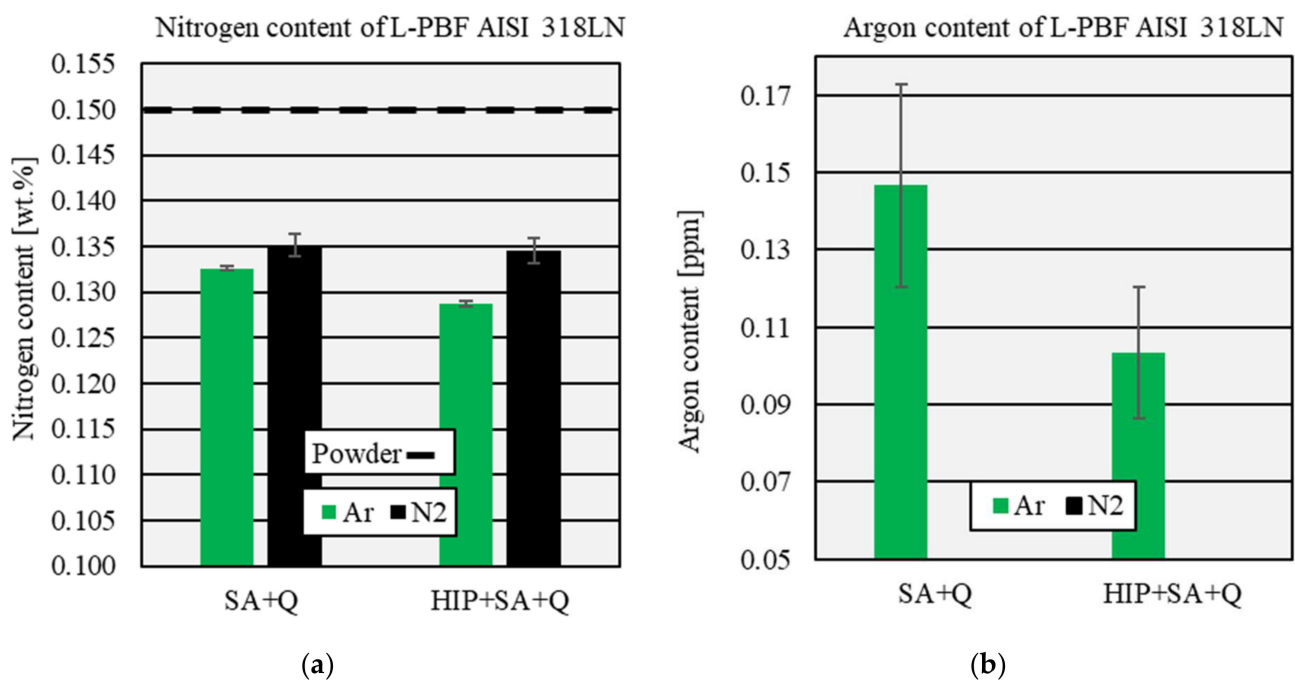 Nitrogen content of L-PBF AISI 318LN
Nitrogen content [wt.%]
0.155
0.150
0.145
0.140
0.135
0.130
0.125
0.120
0.115
0.110
0.105
0.100
Powder
Ar N2
SA+Q HIP+SA+Q
(a)
Argon content of L-PBF AISI 318LN
Argon content [ppm]
0.17
0.15
0.13
0.11
0.09
0.07
0.05
Ar N2
SA+Q HIP+SA+Q
(b)